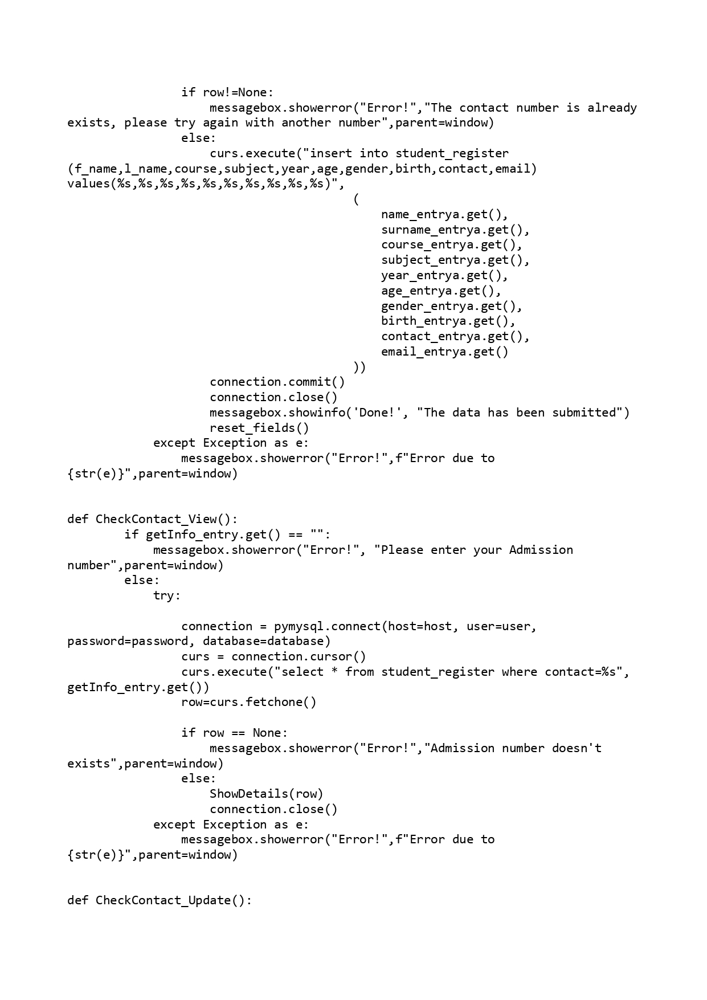 if row!=None:
messagebox.showerror("Error!","The contact number is already
exists, please try again with another number",parent=window)
else:
curs.execute("insert into student_register
(f_name,l_name,course,subject,year,age,gender,birth,contact,email)
values(%s,%s,%s,%s,%s,%s,%s,%s,%s,%s)",
(
name_entrya.get(),
surname_entrya.get(),
course_entrya.get(),
subject_entrya.get(),
year_entrya.get(),
age_entrya.get(),
gender_entrya.get(),
birth_entrya.get(),
contact_entrya.get(),
email_entrya.get()
))
connection.commit()
connection.close()
messagebox.showinfo('Done!', "The data has been submitted")
reset_fields()
except Exception as e:
messagebox.showerror("Error!",f"Error due to
{str(e)}",parent=window)
def CheckContact_View():
if getInfo_entry.get() == "":
messagebox.showerror("Error!", "Please enter your Admission
number",parent=window)
else:
try:
connection = pymysql.connect(host=host, user=user,
password=password, database=database)
curs = connection.cursor()
curs.execute("select * from student_register where contact=%s",
getInfo_entry.get())
row=curs.fetchone()
if row == None:
messagebox.showerror("Error!","Admission number doesn't
exists",parent=window)
else:
ShowDetails(row)
connection.close()
except Exception as e:
messagebox.showerror("Error!",f"Error due to
{str(e)}",parent=window)
def CheckContact_Update():